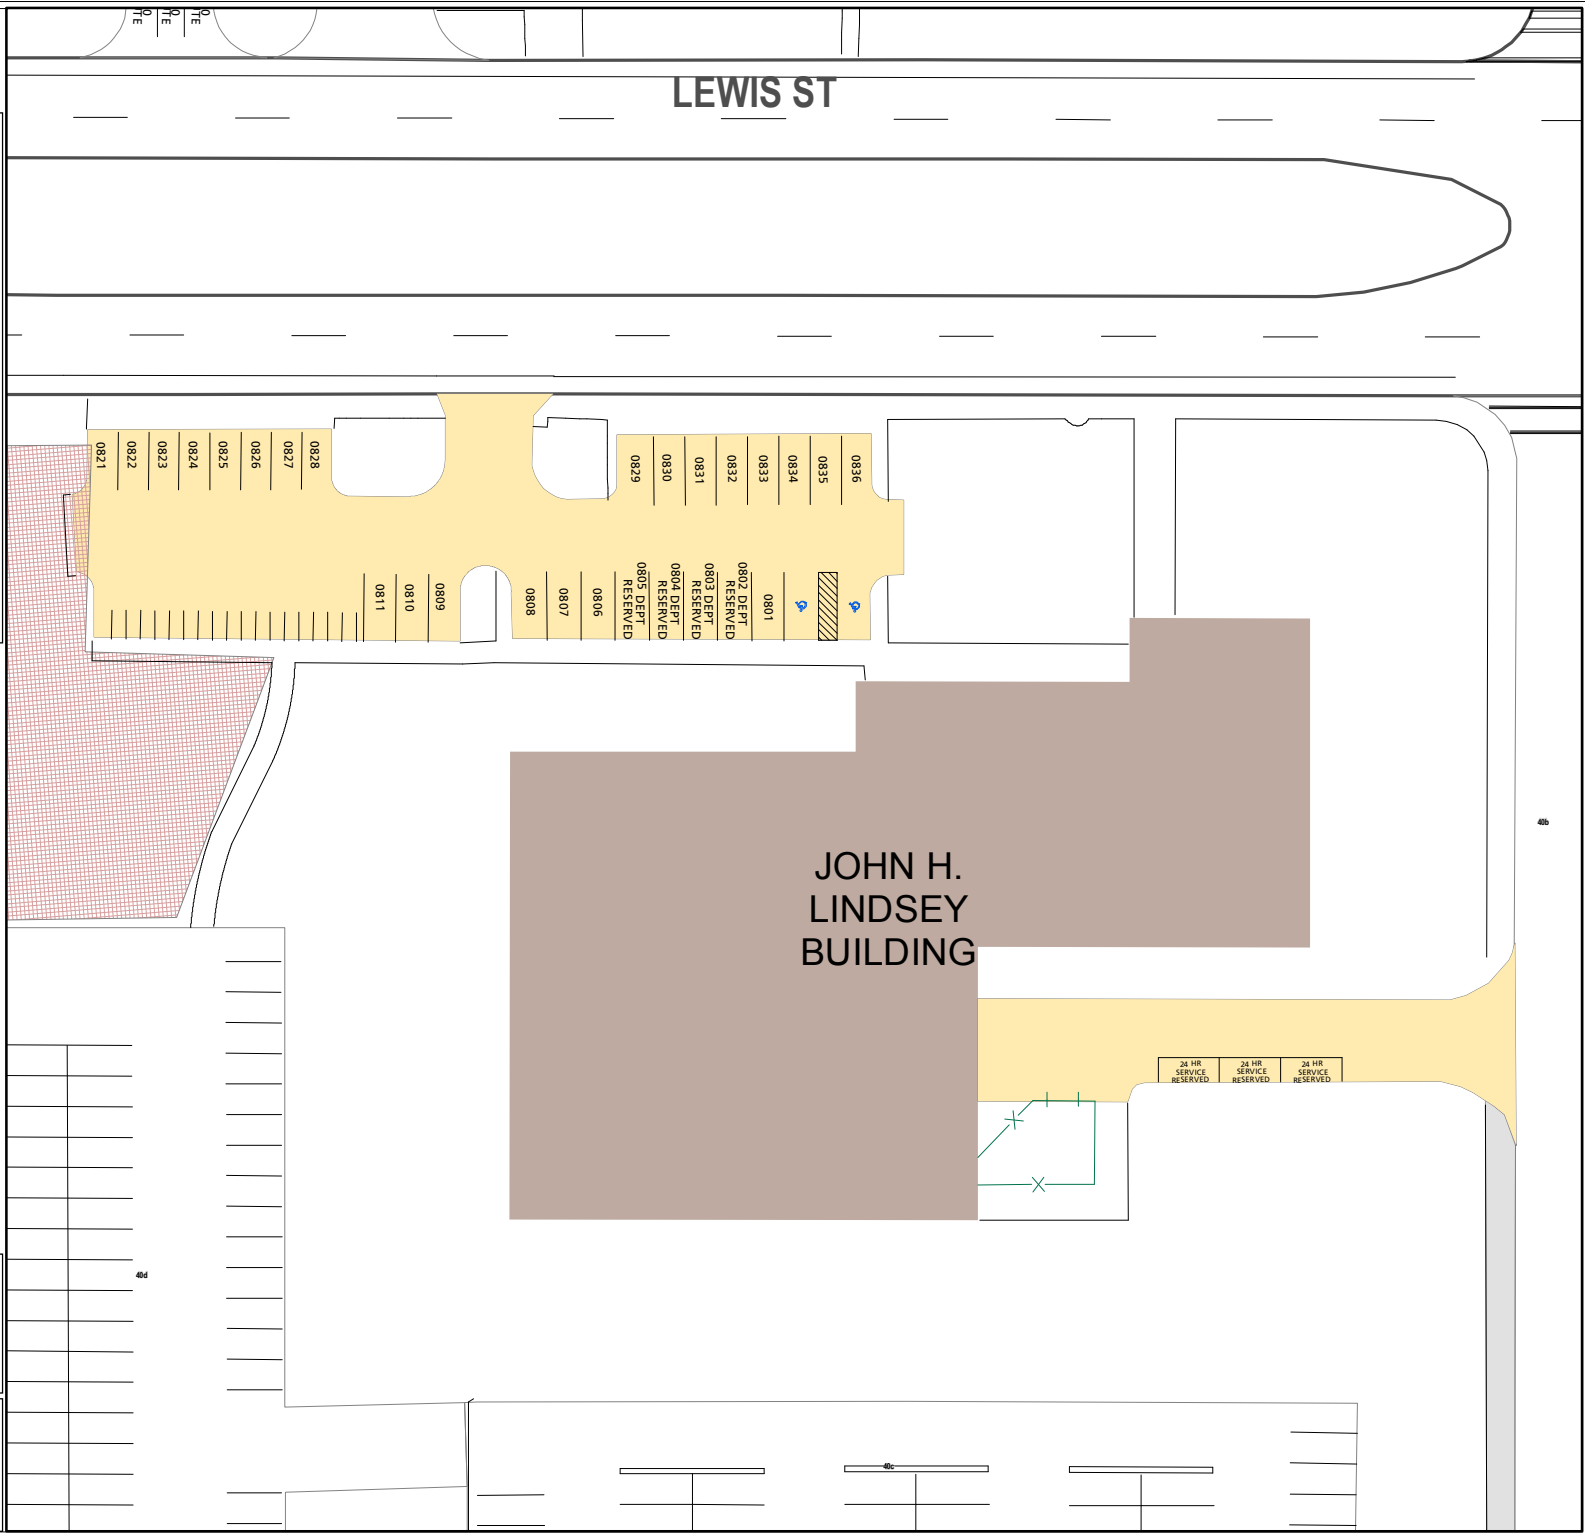 LEWIS ST
0821
0822
0823
0824
0825
0826
0827
0828
0829
0830
0831
0832
0833
0834
0835
0836
0811
0810
0809
0808
0807
0806
0805 DEPT
RESERVED
0804 DEPT
RESERVED
0803 DEPT
RESERVED
0802 DEPT
RESERVED
0801
JOHN H.
LINDSEY
BUILDING
40b
24 HR
SERVICE
RESERVED
24 HR
SERVICE
RESERVED
24 HR
SERVICE
RESERVED
40d
40c